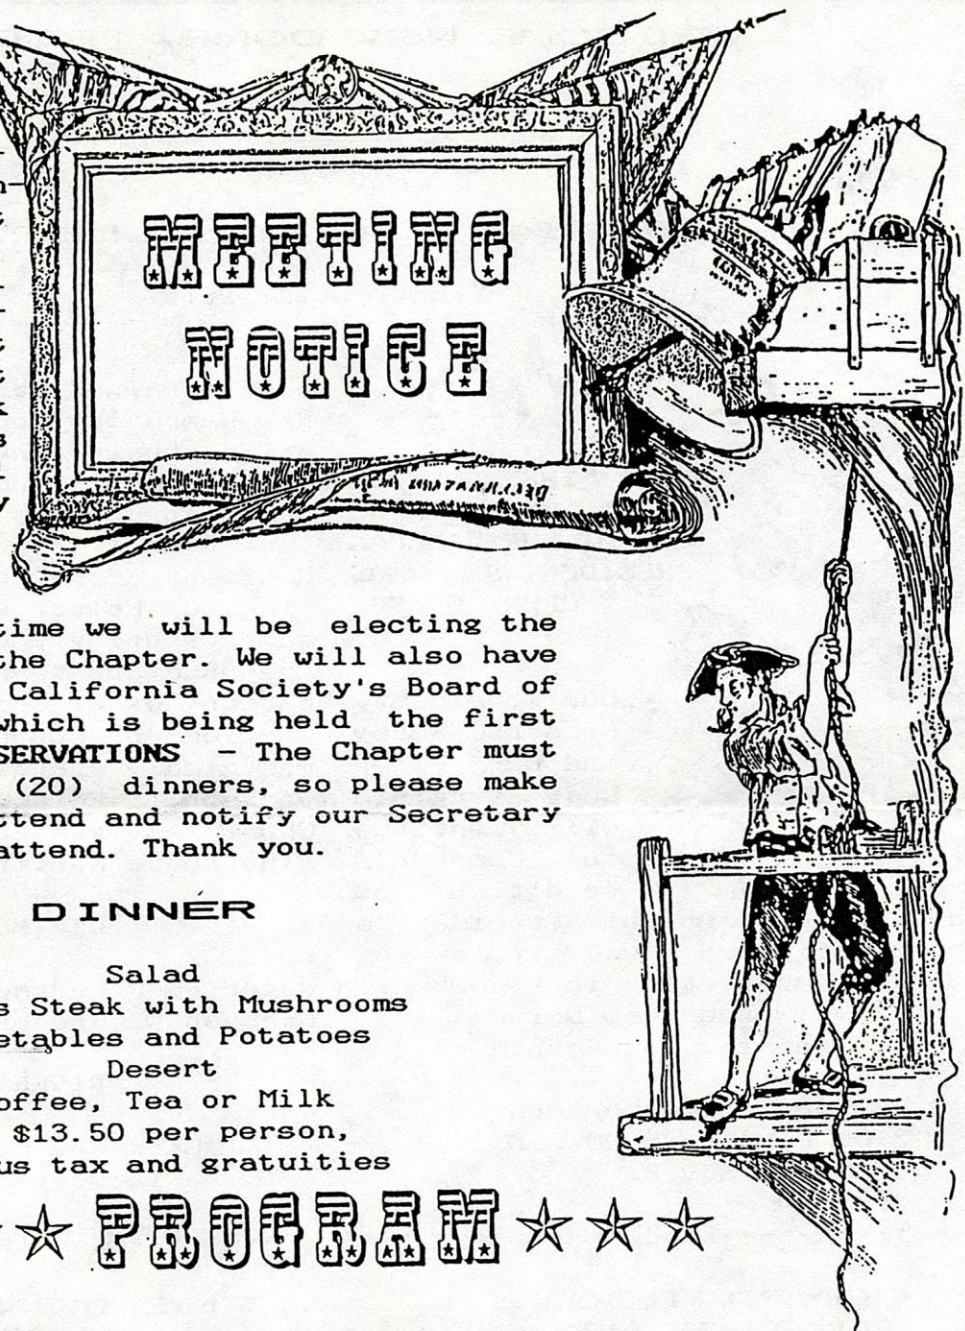 MEETING
NOTICE
time we will be electing the
the Chapter. We will also have
California Society's Board of
which is being held the first
SERVATIONS – The Chapter must
(20) dinners, so please make
ttend and notify our Secretary
attend. Thank you.
DINNER
Salad
s Steak with Mushrooms
etables and Potatoes
Desert
offee, Tea or Milk
$13.50 per person,
us tax and gratuities
PROGRAM